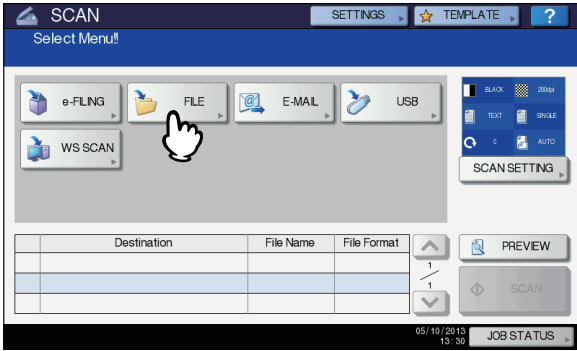 SCAN
SETTINGS
TEMPLATE
?
Select Menu!!
e-FILING
FILE
E-MAIL
USB
WS SCAN
BLACK
200dpi
TEXT
SINGLE
0
AUTO
SCAN SETTING
Destination File Name File Format
1
1
PREVIEW
SCAN
05/10/2013
13:30
JOB STATUS